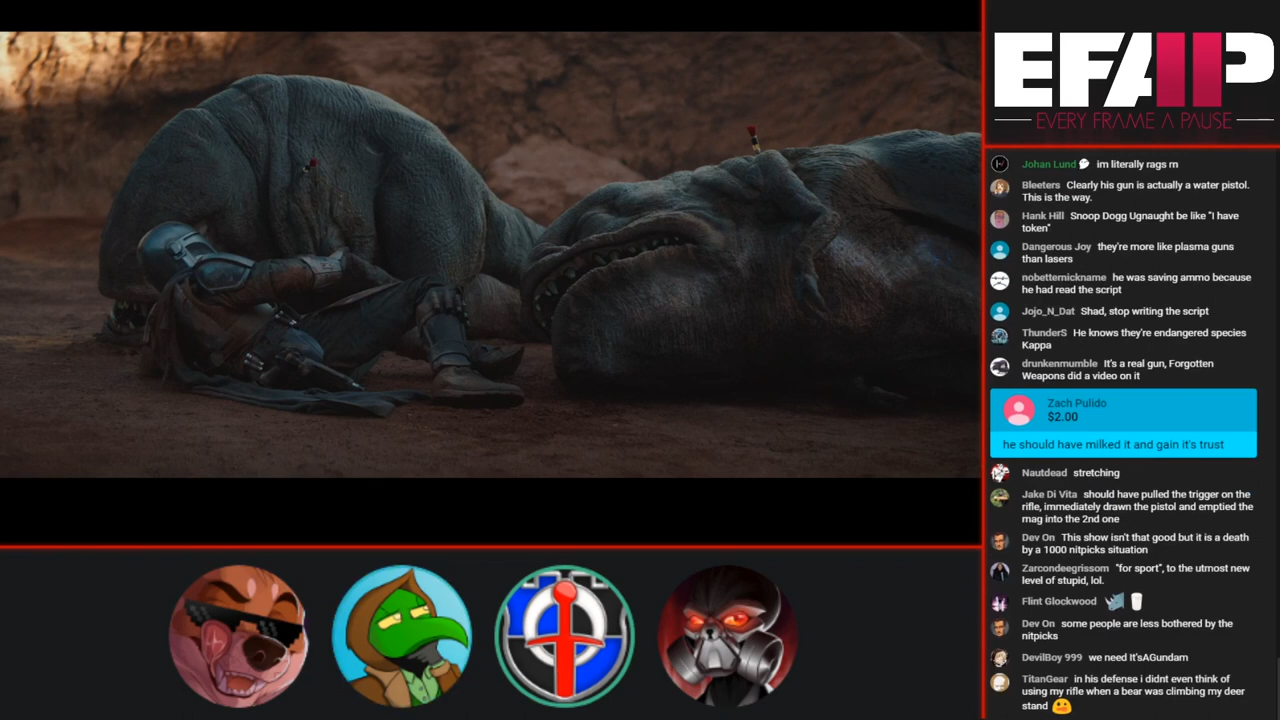 EFAP
EVERY FRAME A PAUSE
Johan Lund im literally rags rn
Bleeters Clearly his gun is actually a water pistol.
This is the way.
Hank Hill Snoop Dogg Ugnaught be like "I have
token"
Dangerous Joy they're more like plasma guns
than lasers
nobetternickname he was saving ammo because
he had read the script
Jojo_N_Dat Shad, stop writing the script
ThunderS He knows they're endangered species
Kappa
drunkenmumble It's a real gun, Forgotten
Weapons did a video on it
Zach Pulido
$2.00
he should have milked it and gain it's trust
Nautdead stretching
Jake Di Vita should have pulled the trigger on the
rifle, immediately drawn the pistol and emptied the
mag into the 2nd one
Dev On This show isn't that good but it is a death
by a 1000 nitpicks situation
Zarcondeegrissom "for sport", to the utmost new
level of stupid, lol.
Flint Glockwood
Dev On some people are less bothered by the
nitpicks
DevilBoy 999 we need It'sAGundam
TitanGear in his defense i didnt even think of
using my rifle when a bear was climbing my deer
stand